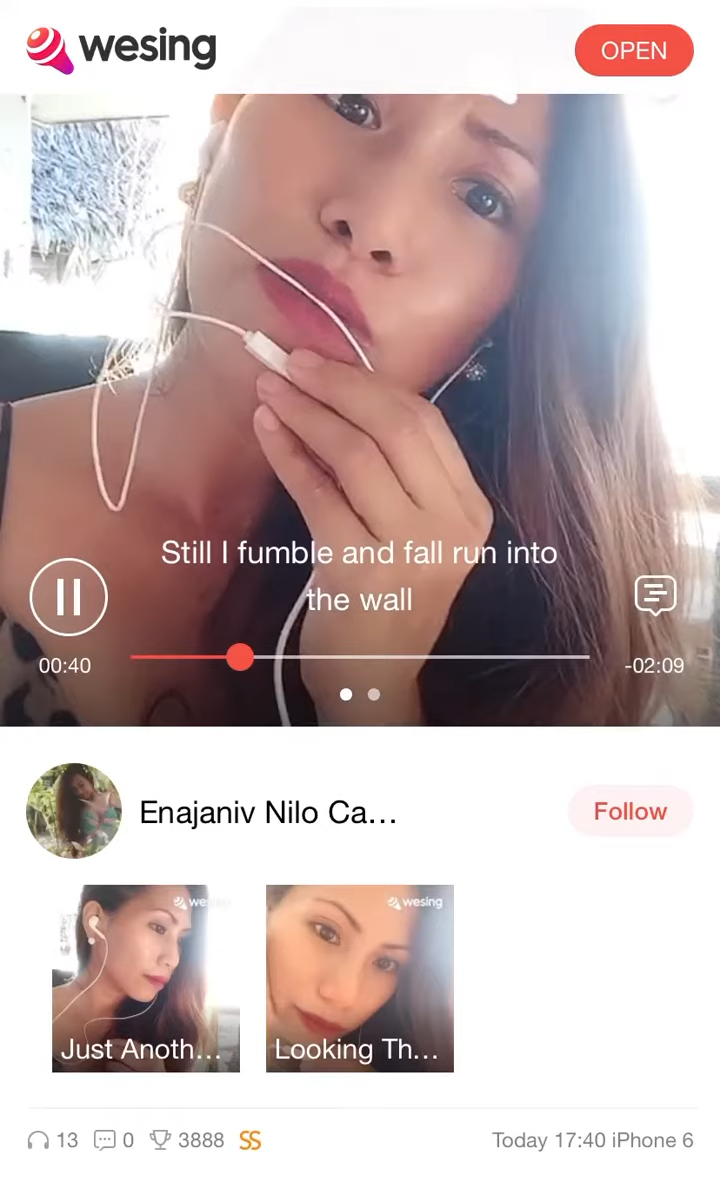 wesing
OPEN
Still I fumble and fall run into
the wall
00:40
-02:09
Enajaniv Nilo Ca...
Follow
wesing
Just Anoth...
wesing
Looking Th...
13
0
3888
SS
Today 17:40 iPhone 6